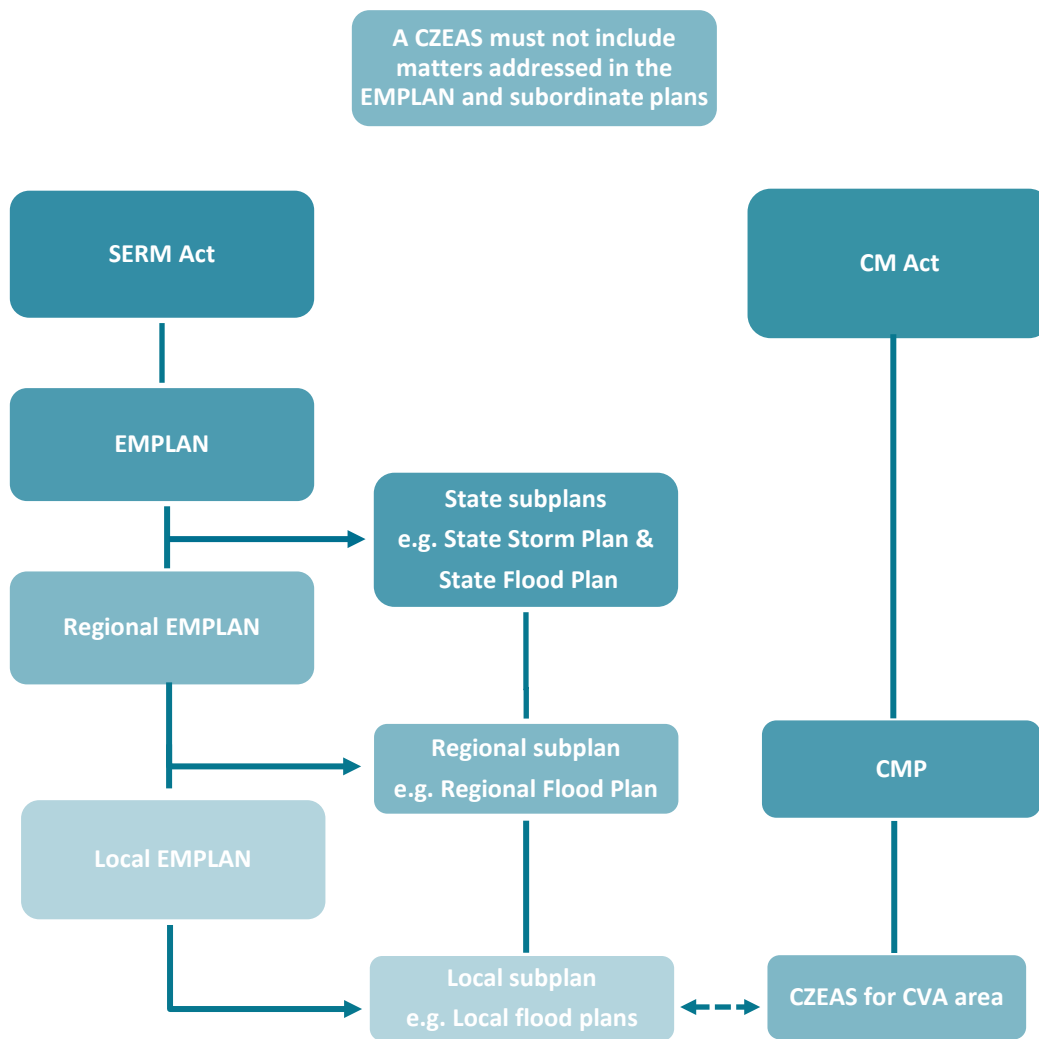 A CZEAS must not include
matters addressed in the
EMPLAN and subordinate plans
SERM Act
CM Act
EMPLAN
State subplans
e.g. State Storm Plan &
State Flood Plan
Regional EMPLAN
Regional subplan
e.g. Regional Flood Plan
CMP
Local EMPLAN
Local subplan
e.g. Local flood plans
CZEAS for CVA area